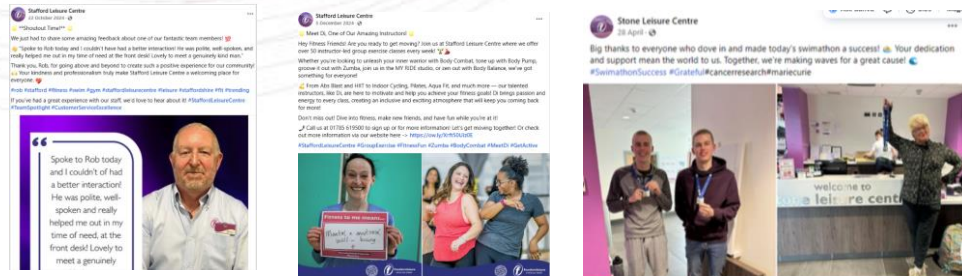 Stafford Leisure Centre
**Shoutout Time!**
We just had to share some amazing feedback about one of our fantastic team members!
"Spoke to Rob today and I couldn't have had a better interaction! He was polite, well-spoken, and
really helped me out in my time of need at the front desk! Lovely to meet a genuinely kind man."
Thank you, Rob, for going above and beyond to create such a positive experience for our community!
Your kindness and professionalism truly make Stafford Leisure Centre a welcoming place for
everyone.
If you've had a great experience with our staff, we'd love to hear about it! #StaffordLeisureCentre
#TeamSpotlight #CustomerServiceExcellence
Spoke to Rob today
and I couldn't of had
a better interaction!
He was polite, well-
spoken and really
helped me out in my
time of need, at the
front desk! Lovely to
meet a genuinely
Stafford Leisure Centre
Meet Di, One of Our Amazing Instructors!
Hey Fitness Friends! Are you ready to get moving? Join us at Stafford Leisure Centre where we offer
over 50 instructor-led group exercise classes every week!
Whether you're looking to unleash your inner warrior with Body Combat, tone up with Body Pump,
groove it out with Zumba, join us in the MY RIDE studio, or zen out with Body Balance, we've got
something for everyone!
From Abs Blast and HIIT to Indoor Cycling, Pilates, Aqua Fit, and much more — our talented
instructors, like Di, are here to motivate and help you achieve your fitness goals! Di brings passion and
energy to every class, creating an inclusive and exciting atmosphere that will keep you coming back
for more!
Don't miss out! Dive into fitness, make new friends, and have fun while you're at it!
Call us at 01785 619500 to sign up or for more information! Let's get moving together! Or check
out more information via our website here ->
#StaffordLeisureCentre #GroupExercise #FitnessFun #Zumba #BodyCombat #MeetDi #GetActive
Fitness to me means...
Stone Leisure Centre
28 April
Big thanks to everyone who dove in and made today's swimathon a success! Your dedication
and support mean the world to us. Together, we're making waves for a great cause!
#SwimathonSuccess #Grateful#cancerresearch#mariecurie
welcome to
leisure cent